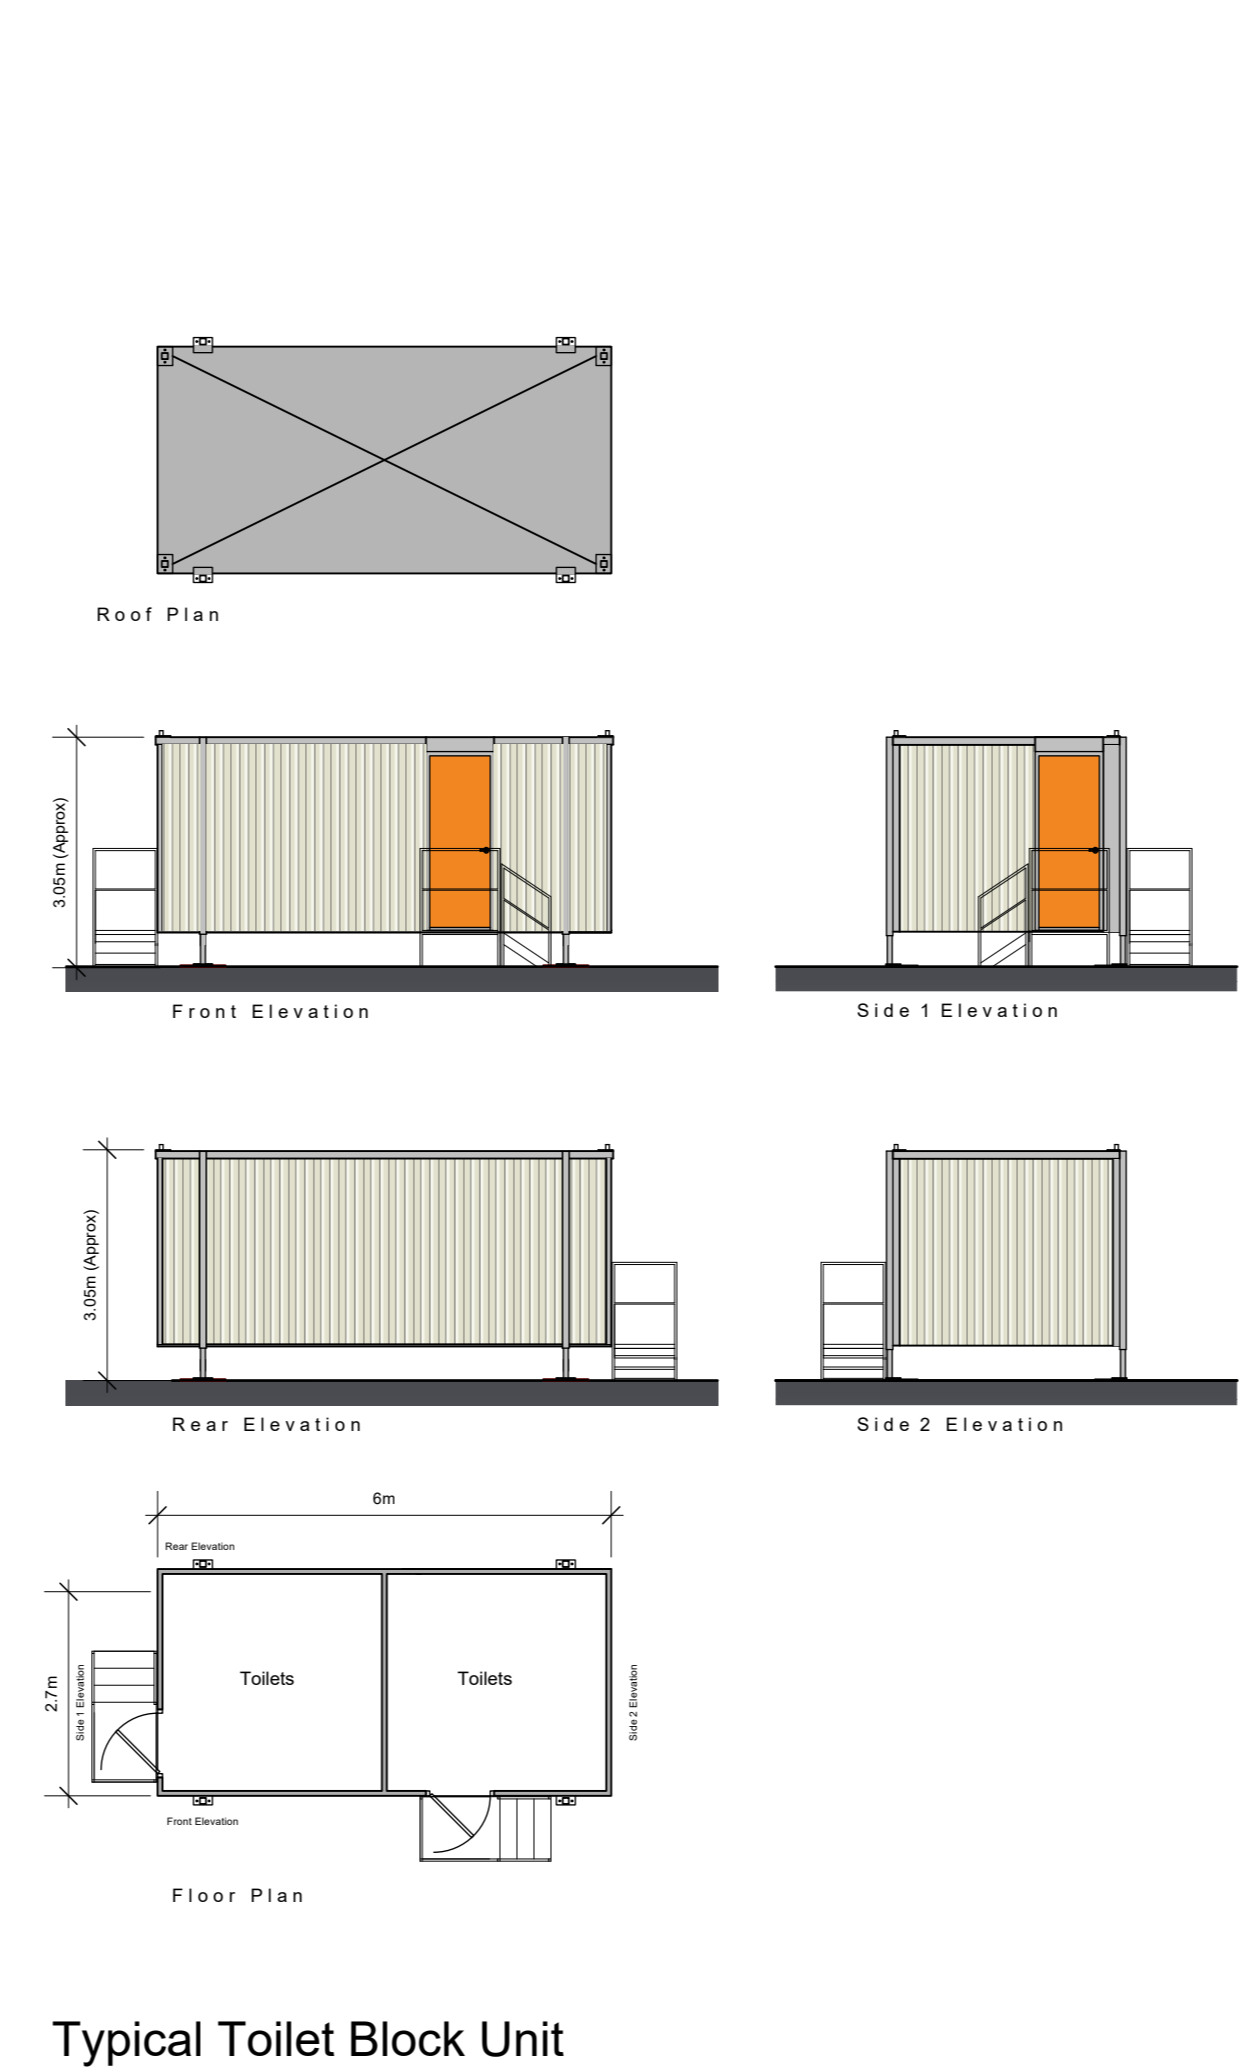 Roof Plan
3.05m (Approx)
Front Elevation
Side 1 Elevation
3.05m (Approx)
Rear Elevation
Side 2 Elevation
6m
Rear Elevation
2.7m
Side 1 Elevation
Toilets
Toilets
Side 2 Elevation
Front Elevation
Floor Plan
Typical Toilet Block Unit